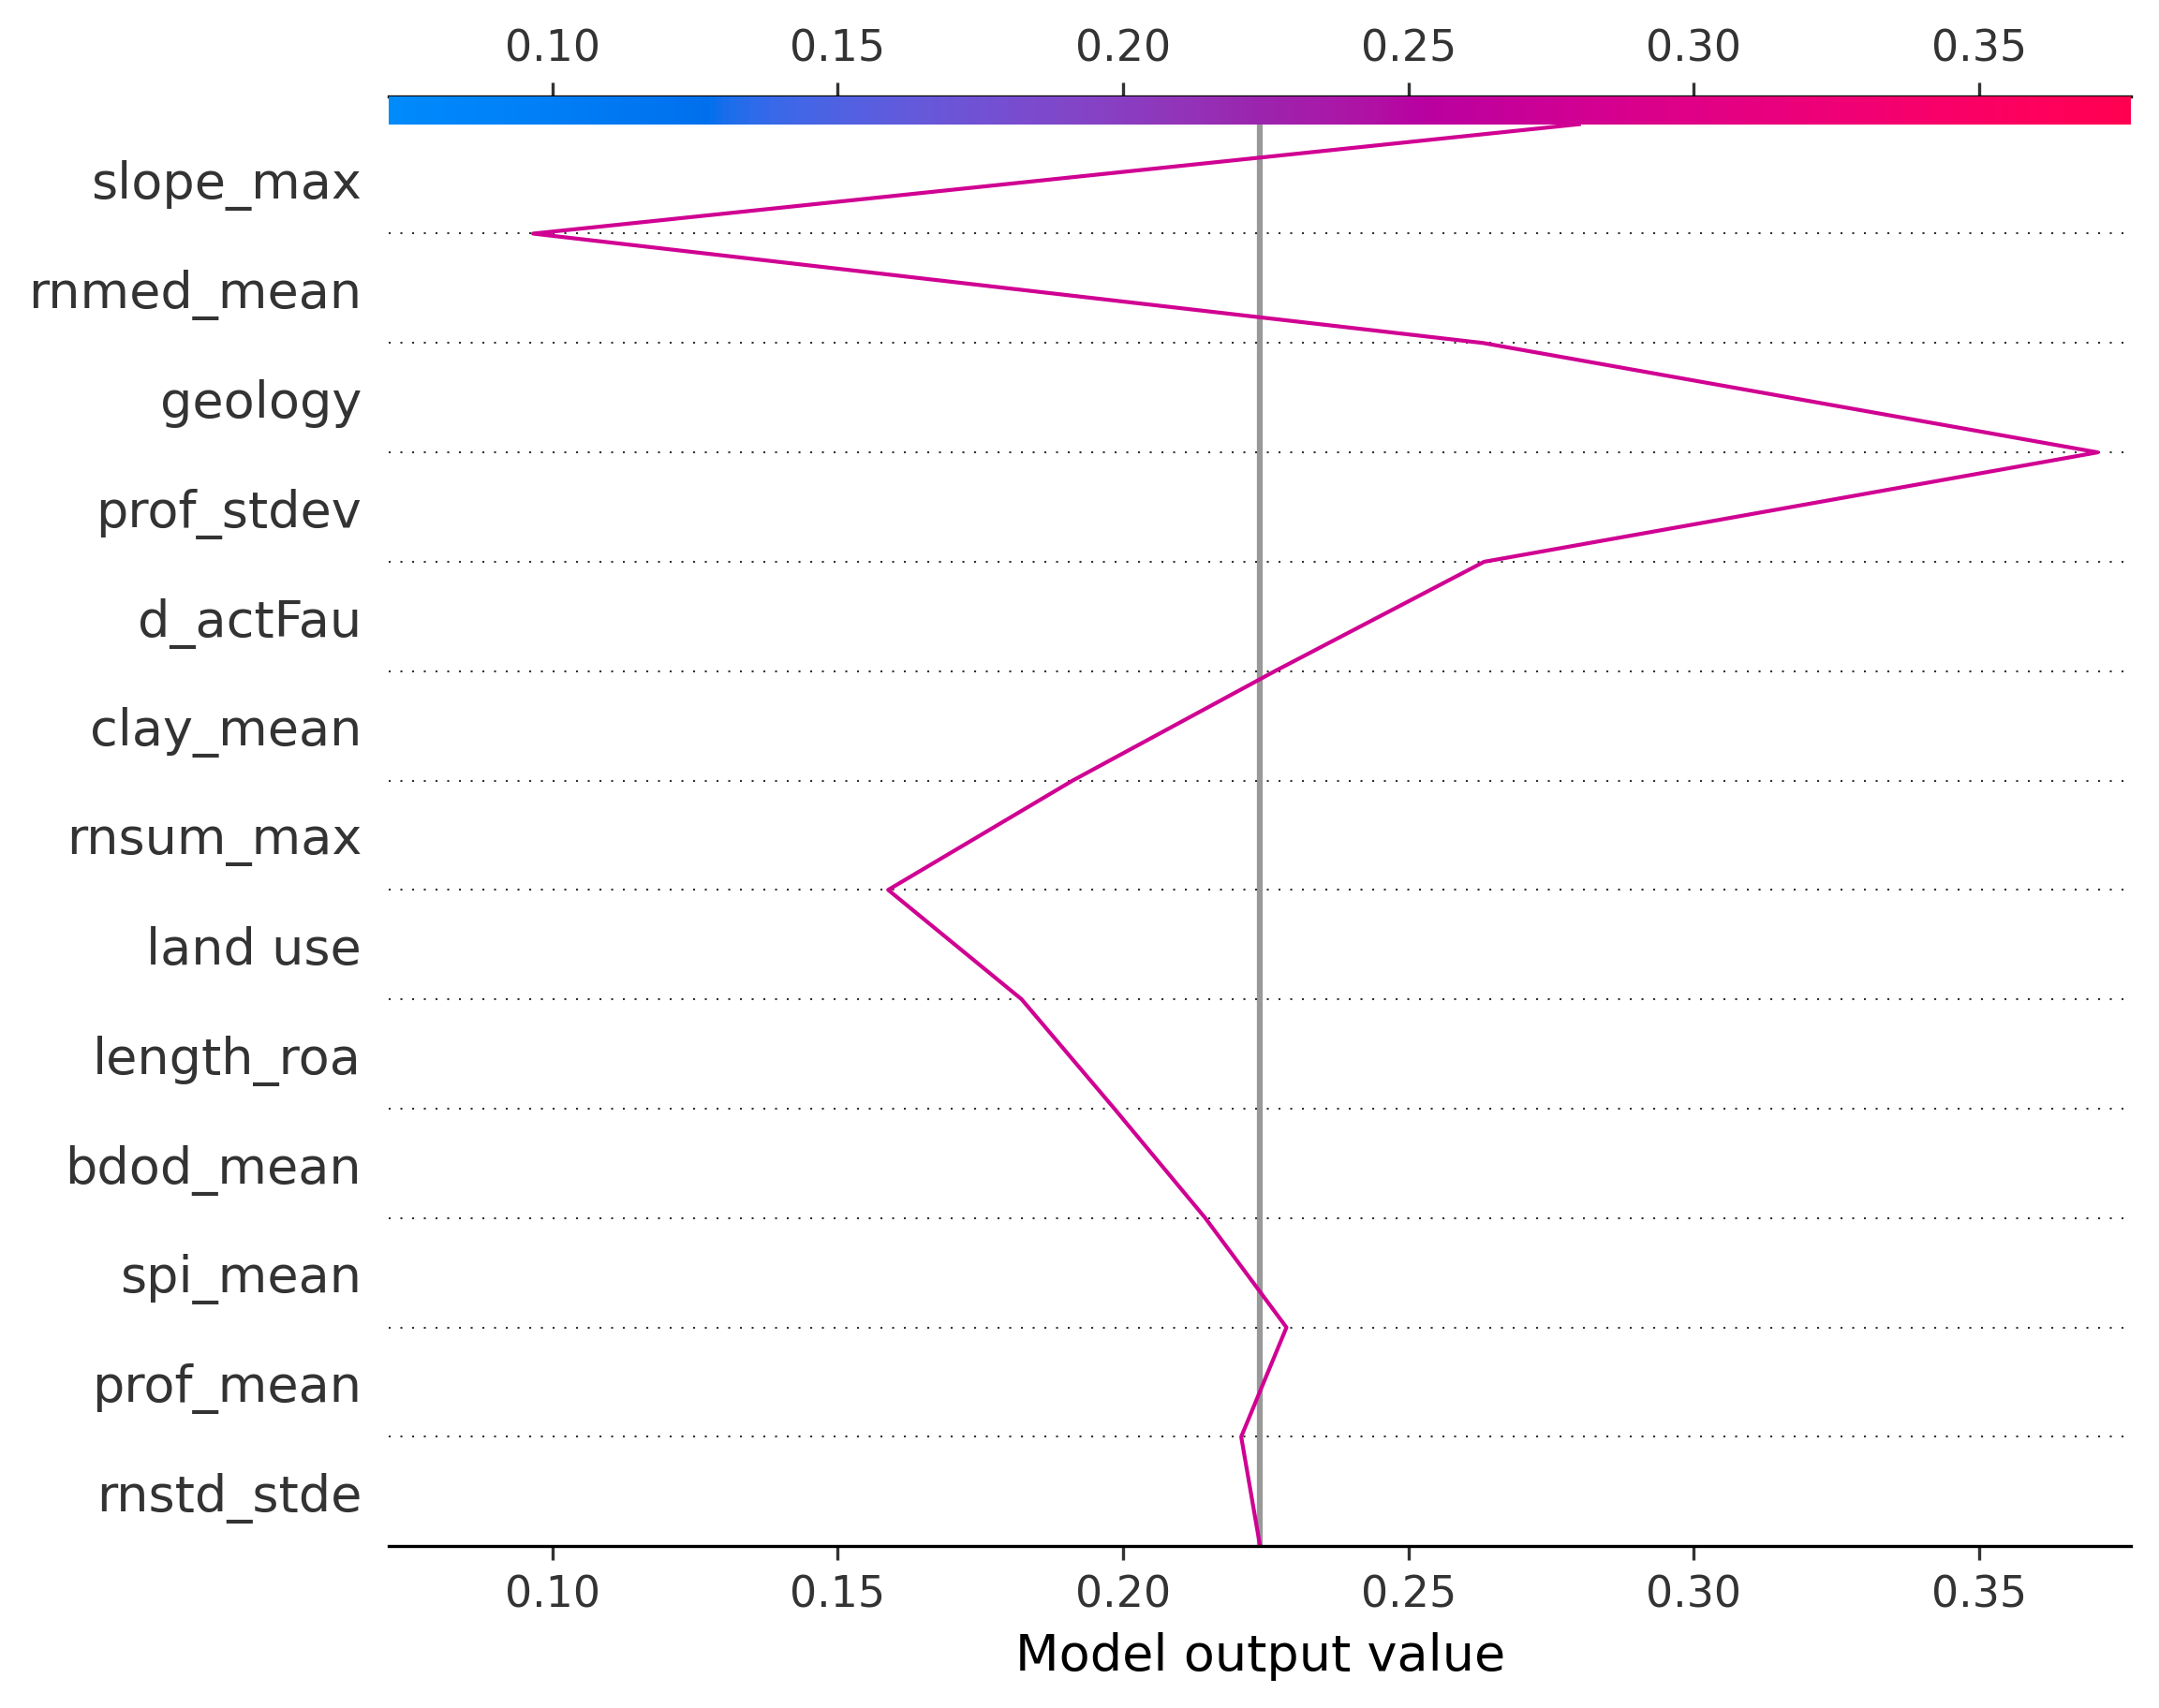 0.10 0.15 0.20 0.25 0.30 0.35
slope_max
rnmed_mean
geology
prof_stdev
d_actFau
clay_mean
rnsum_max
land use
length_roa
bdod_mean
spi_mean
prof_mean
rnstd_stde
0.10 0.15 0.20 0.25 0.30 0.35
Model output value